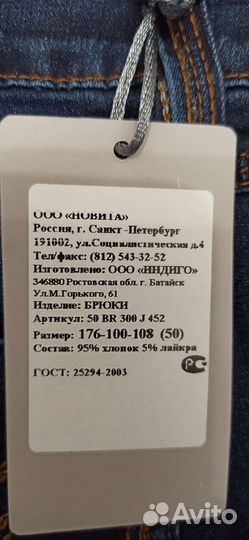 ООО «НОВИТА»
Россия, г. Санкт-Петербург
191002, ул.Социалистическая д.4
Тел/факс: (812) 543-32-52
Изготовлено: ООО «ИНДИГО»
346880 Ростовская обл. г. Батайск
Ул.М.Горького, 61
Изделие: БРЮКИ
Артикул: 50 BR 300 J 452
Размер: 176-100-108 (50)
Состав: 95% хлопок 5% лайкра
ГОСТ: 25294-2003
Avito